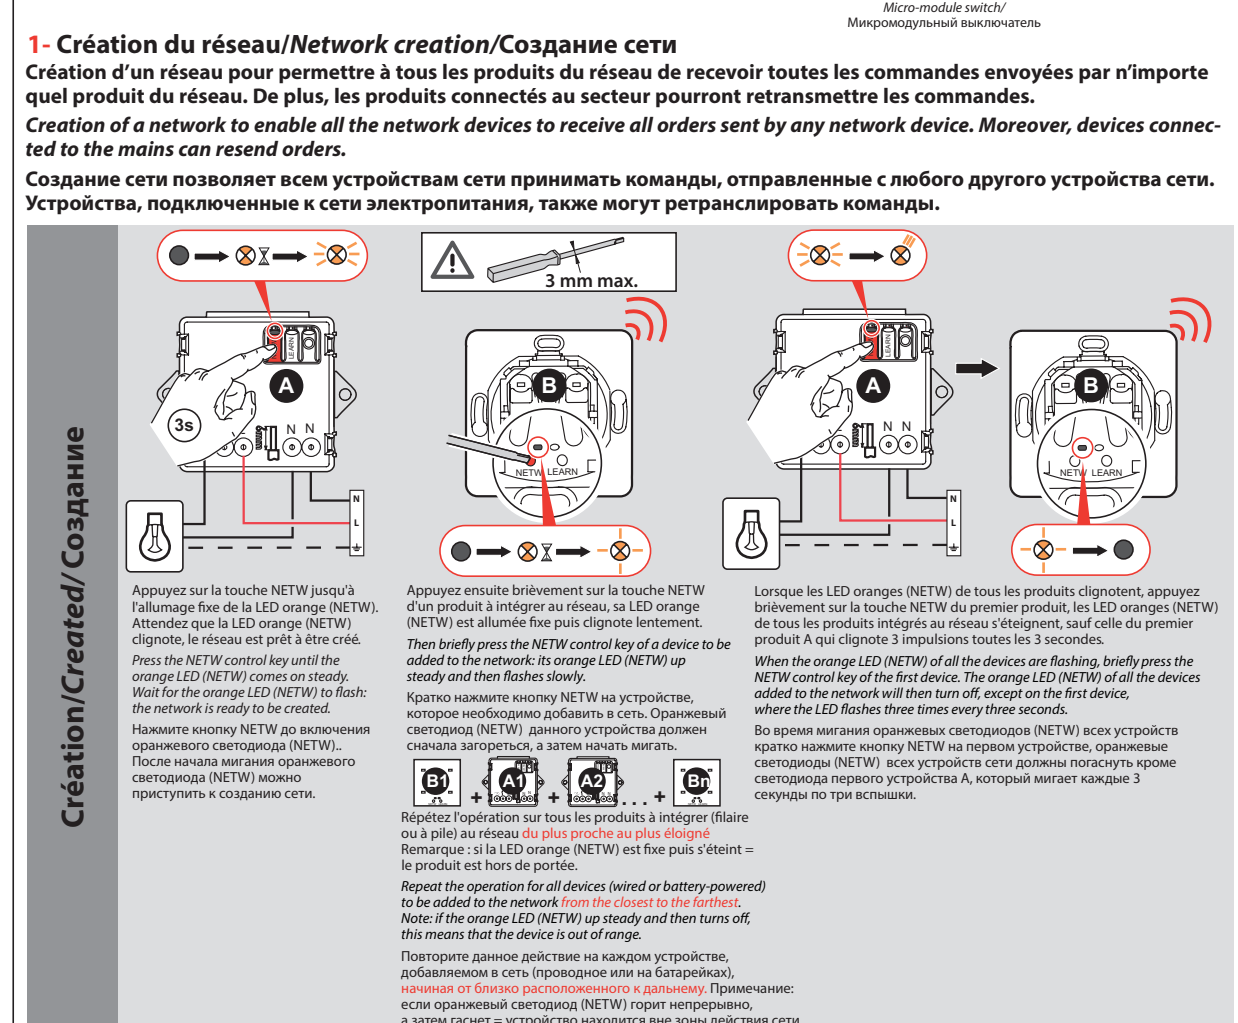 Micro-module switch/
Микромодульный выключатель
1- Création du réseau/Network creation/Создание сети
Création d’un réseau pour permettre à tous les produits du réseau de recevoir toutes les commandes envoyées par n’importe
quel produit du réseau. De plus, les produits connectés au secteur pourront retransmettre les commandes.
Creation of a network to enable all the network devices to receive all orders sent by any network device. Moreover, devices connec-
ted to the mains can resend orders.
Создание сети позволяет всем устройствам сети принимать команды, отправленные с любого другого устройства сети.
Устройства, подключенные к сети электропитания, также могут ретранслировать команды.
Création/Created/Создание
LEARN
A
3s
N N
N
L
Appuyez sur la touche NETW jusqu'à
l'allumage fixe de la LED orange (NETW).
Attendez que la LED orange (NETW)
clignote, le réseau est prêt à être créé.
Press the NETW control key until the
orange LED (NETW) comes on steady.
Wait for the orange LED (NETW) to flash:
the network is ready to be created.
Нажмите кнопку NETW до включения
оранжевого светодиода (NETW)..
После начала мигания оранжевого
светодиода (NETW) можно
приступить к созданию сети.
3 mm max.
B
NETW LEARN
Appuyez ensuite brièvement sur la touche NETW
d'un produit à intégrer au réseau, sa LED orange
(NETW) est allumée fixe puis clignote lentement.
Then briefly press the NETW control key of a device to be
added to the network: its orange LED (NETW) up
steady and then flashes slowly.
Кратко нажмите кнопку NETW на устройстве,
которое необходимо добавить в сеть. Оранжевый
светодиод (NETW) данного устройства должен
сначала загореться, а затем начать мигать.
B1 + A1 + A2 . . . + Bn
Répétez l'opération sur tous les produits à intégrer (filaire
ou à pile) au réseau du plus proche au plus éloigné
Remarque : si la LED orange (NETW) est fixe puis s'éteint =
le produit est hors de portée.
Repeat the operation for all devices (wired or battery-powered)
to be added to the network from the closest to the farthest.
Note: if the orange LED (NETW) up steady and then turns off,
this means that the device is out of range.
Повторите данное действие на каждом устройстве,
добавляемом в сеть (проводное или на батарейках),
начиная от близко расположенного к дальнему. Примечание:
если оранжевый светодиод (NETW) горит непрерывно,
а затем гаснет = устройство находится вне зоны действия сети
LEARN
A
N N
N
L
B
NETW LEARN
Lorsque les LED oranges (NETW) de tous les produits clignotent, appuyez
brièvement sur la touche NETW du premier produit, les LED oranges (NETW)
de tous les produits intégrés au réseau s'éteignent, sauf celle du premier
produit A qui clignote 3 impulsions toutes les 3 secondes.
When the orange LED (NETW) of all the devices are flashing, briefly press the
NETW control key of the first device. The orange LED (NETW) of all the devices
added to the network will then turn off, except on the first device,
where the LED flashes three times every three seconds.
Во время мигания оранжевых светодиодов (NETW) всех устройств
кратко нажмите кнопку NETW на первом устройстве, оранжевые
светодиоды (NETW) всех устройств сети должны погаснуть кроме
светодиода первого устройства А, который мигает каждые 3
секунды по три вспышки.